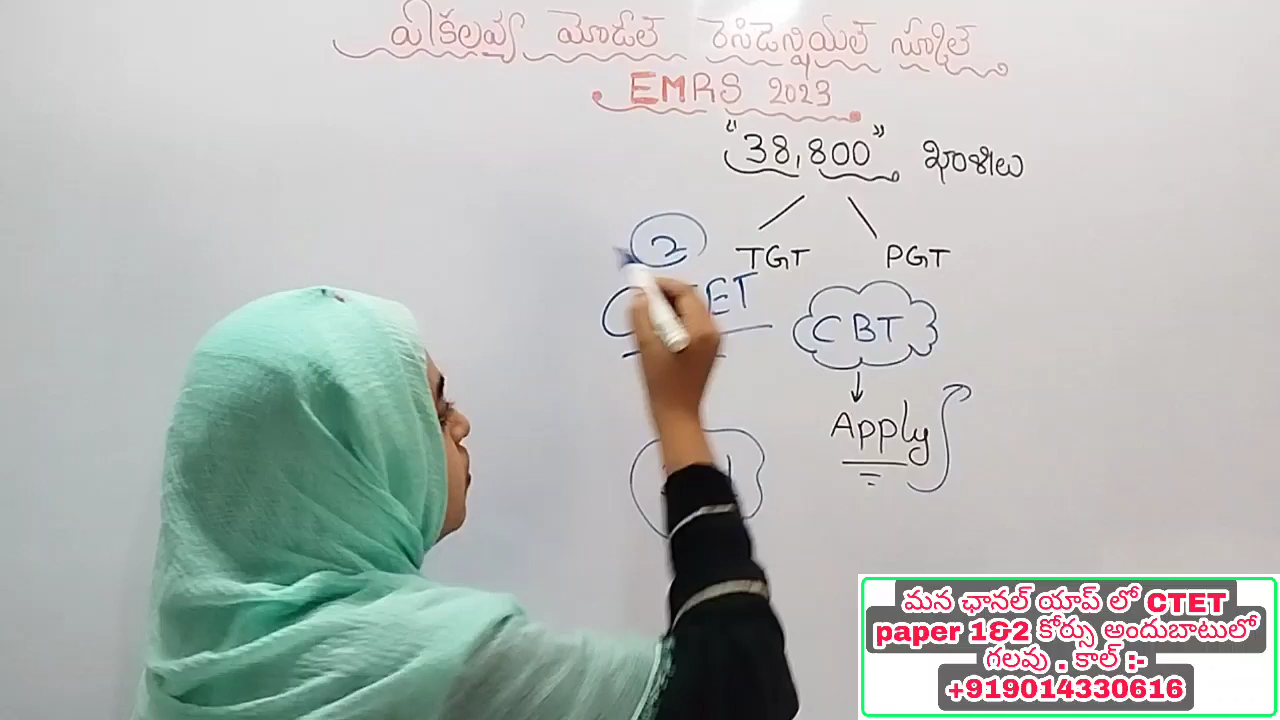 ఏకలవ్య మోడల్ రెసిడెన్షియల్ స్కూల్
EMRS 2023
"38,800" ఖాళీలు
TGT PGT
2
CBT
Apply
మన ఛానల్ యాప్ లో CTET
paper 1&2 కోర్సు అందుబాటులో
గలవు . కాల్ :-
+919014330616